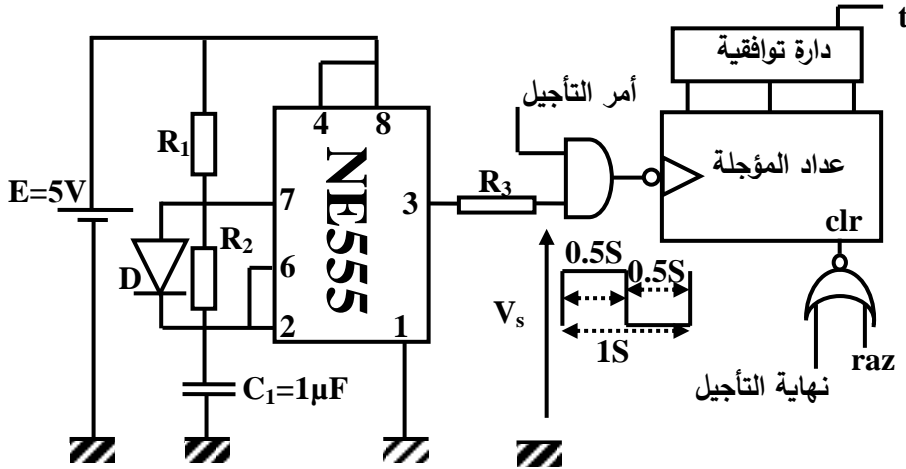 t
دارة توافقية
أمر التأجيل
4 8
R1
NE555
عداد المؤجلة
E=5V
7
3
R3
clr
R2
D
6
0.5S
0.5S
2
1
Vs
1S
raz
C1=1µF
نهاية التأجيل